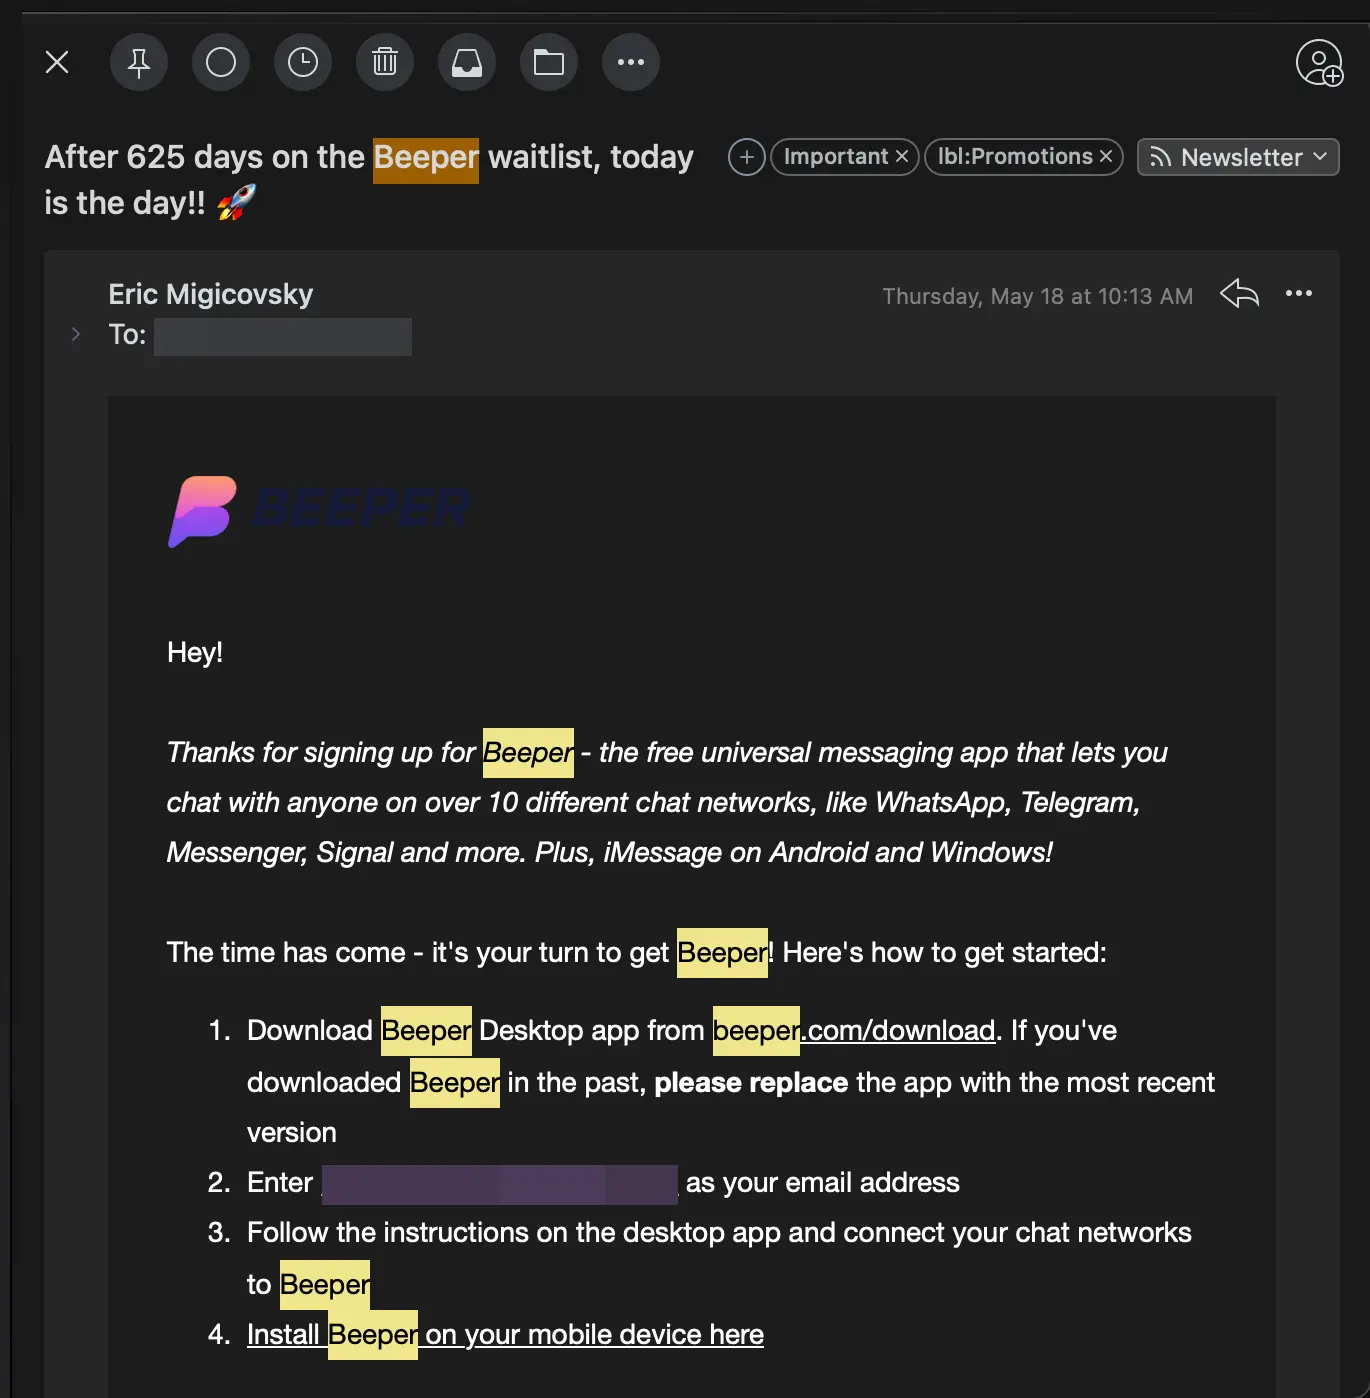 After 625 days on the Beeper waitlist, today
is the day!! 🚀
Important
lbl:Promotions
Newsletter
Eric Migicovsky
Thursday, May 18 at 10:13 AM
To:
BEEPER
Hey!
Thanks for signing up for Beeper - the free universal messaging app that lets you
chat with anyone on over 10 different chat networks, like WhatsApp, Telegram,
Messenger, Signal and more. Plus, iMessage on Android and Windows!
The time has come - it's your turn to get Beeper! Here's how to get started:
1. Download Beeper Desktop app from beeper.com/download. If you've
downloaded Beeper in the past, please replace the app with the most recent
version
2. Enter as your email address
3. Follow the instructions on the desktop app and connect your chat networks
to Beeper
4. Install Beeper on your mobile device here